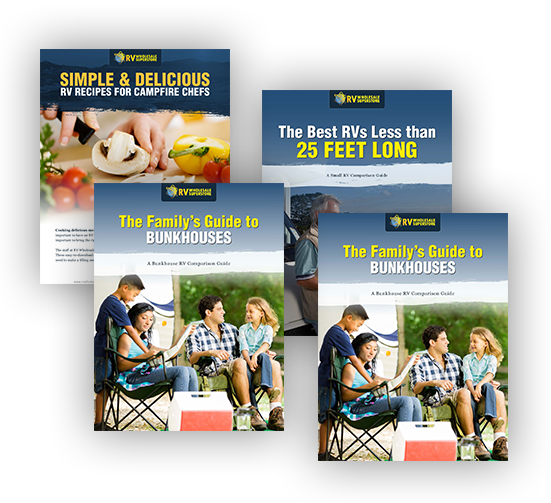 RV WHOLESALE
SUPERSTORE
SIMPLE & DELICIOUS
RV RECIPES FOR CAMPFIRE CHEFS
RV WHOLESALE
SUPERSTORE
The Best RVs Less than
25 FEET LONG
A Small RV Comparison Guide
RV WHOLESALE
SUPERSTORE
The Family's Guide to
BUNKHOUSES
A Bunkhouse RV Comparison Guide
RV WHOLESALE
SUPERSTORE
The Family's Guide to
BUNKHOUSES
A Bunkhouse RV Comparison Guide